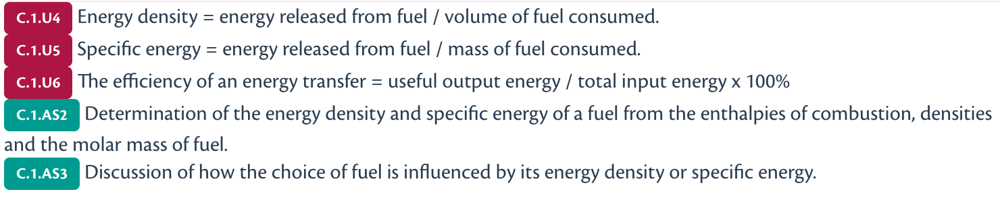 C.1.U4 Energy density = energy released from fuel / volume of fuel consumed.
C.1.U5 Specific energy = energy released from fuel / mass of fuel consumed.
C.1.U6 The efficiency of an energy transfer = useful output energy / total input energy x 100%
C.1.AS2 Determination of the energy density and specific energy of a fuel from the enthalpies of combustion, densities
and the molar mass of fuel.
C.1.AS3 Discussion of how the choice of fuel is influenced by its energy density or specific energy.